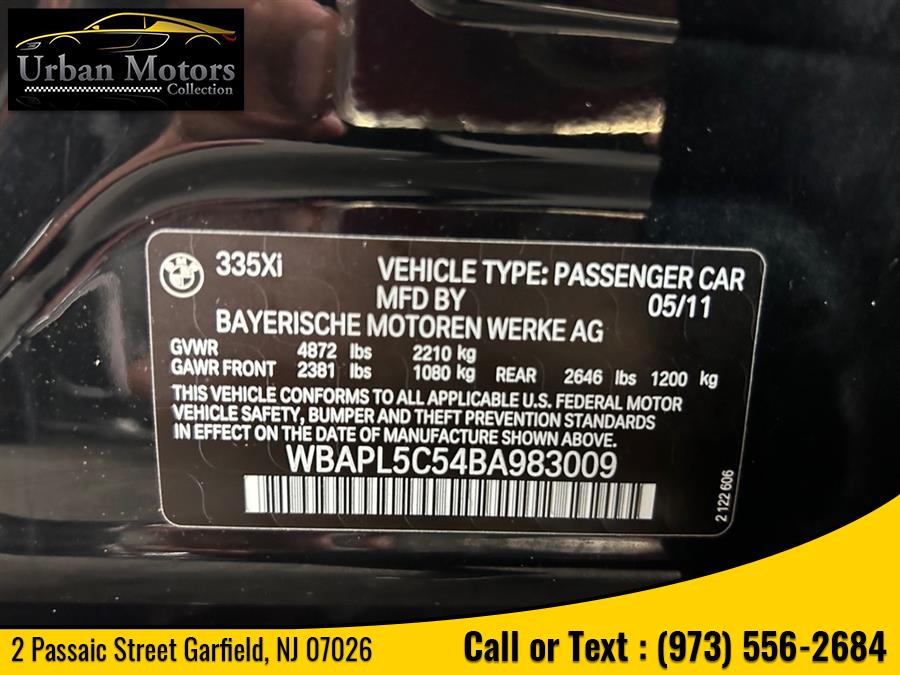 Urban Motors
Collection
335Xi
VEHICLE TYPE: PASSENGER CAR
MFD BY 05/11
BAYERISCHE MOTOREN WERKE AG
GVWR 4872 lbs 2210 kg
GAWR FRONT 2381 lbs 1080 kg REAR 2646 lbs 1200 kg
THIS VEHICLE CONFORMS TO ALL APPLICABLE U.S. FEDERAL MOTOR
VEHICLE SAFETY, BUMPER AND THEFT PREVENTION STANDARDS
IN EFFECT ON THE DATE OF MANUFACTURE SHOWN ABOVE.
WBAPL5C54BA983009
2 122 606
2 Passaic Street Garfield, NJ 07026
Call or Text : (973) 556-2684